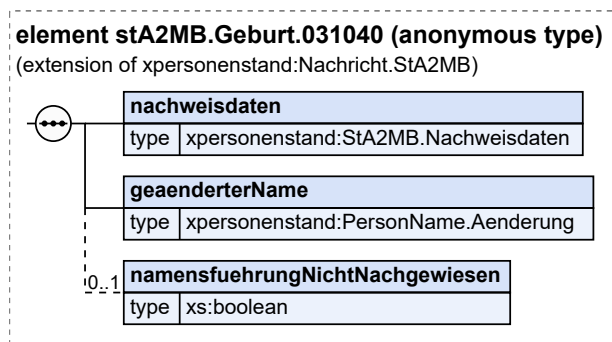 element stA2MB.Geburt.031040 (anonymous type)
(extension of xpersonenstand:Nachricht.StA2MB)
nachweisdaten
type xpersonenstand:StA2MB.Nachweisdaten
geaenderterName
type xpersonenstand:PersonName.Aenderung
0..1 namensfuehrungNichtNachgewiesen
type xs:boolean